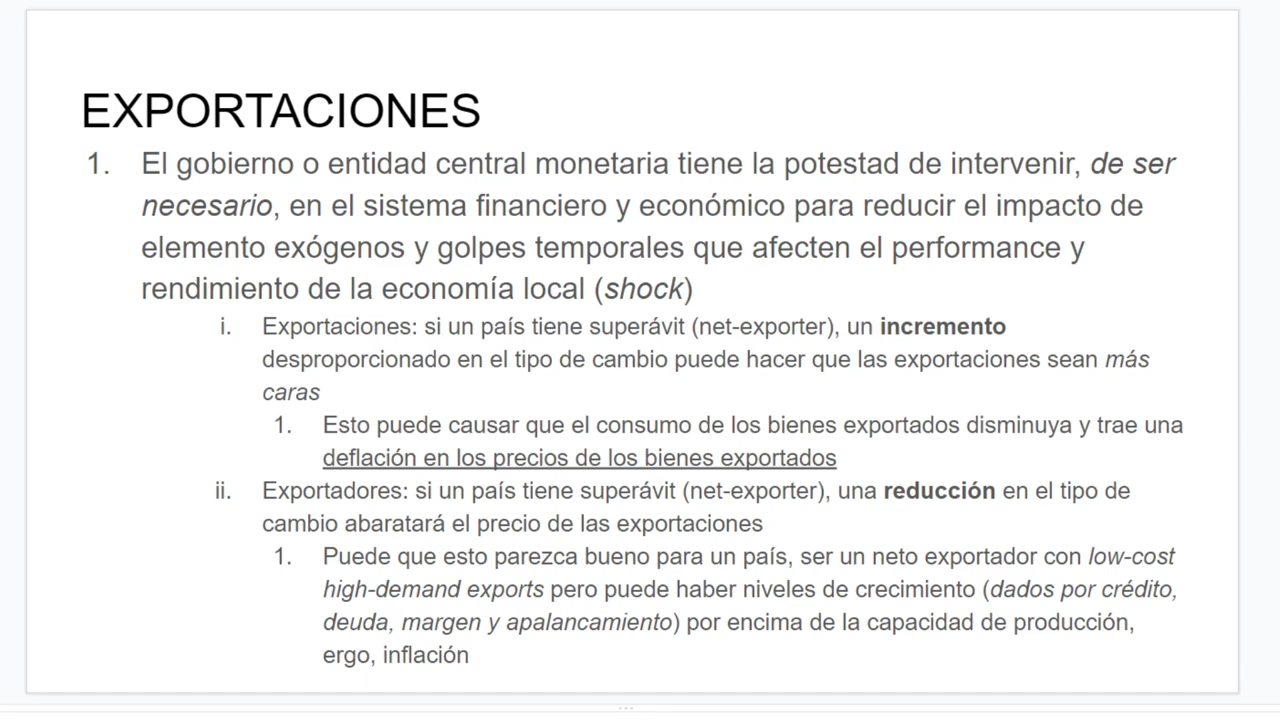 EXPORTACIONES
1. El gobierno o entidad central monetaria tiene la potestad de intervenir, de ser
necesario, en el sistema financiero y económico para reducir el impacto de
elemento exógenos y golpes temporales que afecten el performance y
rendimiento de la economía local (shock)
i. Exportaciones: si un país tiene superávit (net-exporter), un incremento
desproporcionado en el tipo de cambio puede hacer que las exportaciones sean más
caras
1. Esto puede causar que el consumo de los bienes exportados disminuya y trae una
deflación en los precios de los bienes exportados
ii. Exportadores: si un país tiene superávit (net-exporter), una reducción en el tipo de
cambio abaratará el precio de las exportaciones
1. Puede que esto parezca bueno para un país, ser un neto exportador con low-cost
high-demand exports pero puede haber niveles de crecimiento (dados por crédito,
deuda, margen y apalancamiento) por encima de la capacidad de producción,
ergo, inflación